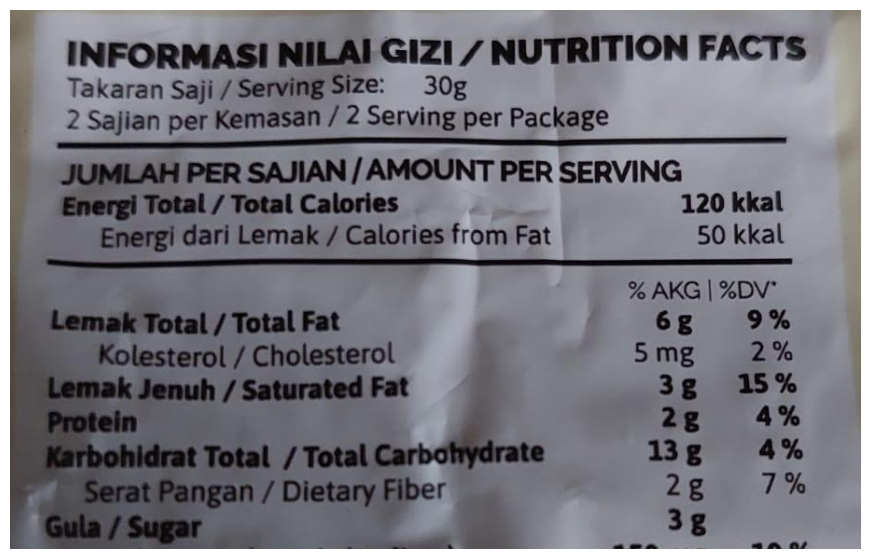 INFORMASI NILAI GIZI / NUTRITION FACTS
Takaran Saji / Serving Size: 30g
2 Sajian per Kemasan / 2 Serving per Package
JUMLAH PER SAJIAN / AMOUNT PER SERVING
Energi Total / Total Calories 120 kkal
Energi dari Lemak / Calories from Fat 50 kkal
% AKG | %DV*
Lemak Total / Total Fat 6 g 9 %
Kolesterol / Cholesterol 5 mg 2 %
Lemak Jenuh / Saturated Fat 3 g 15 %
Protein 2 g 4 %
Karbohidrat Total / Total Carbohydrate 13 g 4 %
Serat Pangan / Dietary Fiber 2 g 7 %
Gula / Sugar 3 g